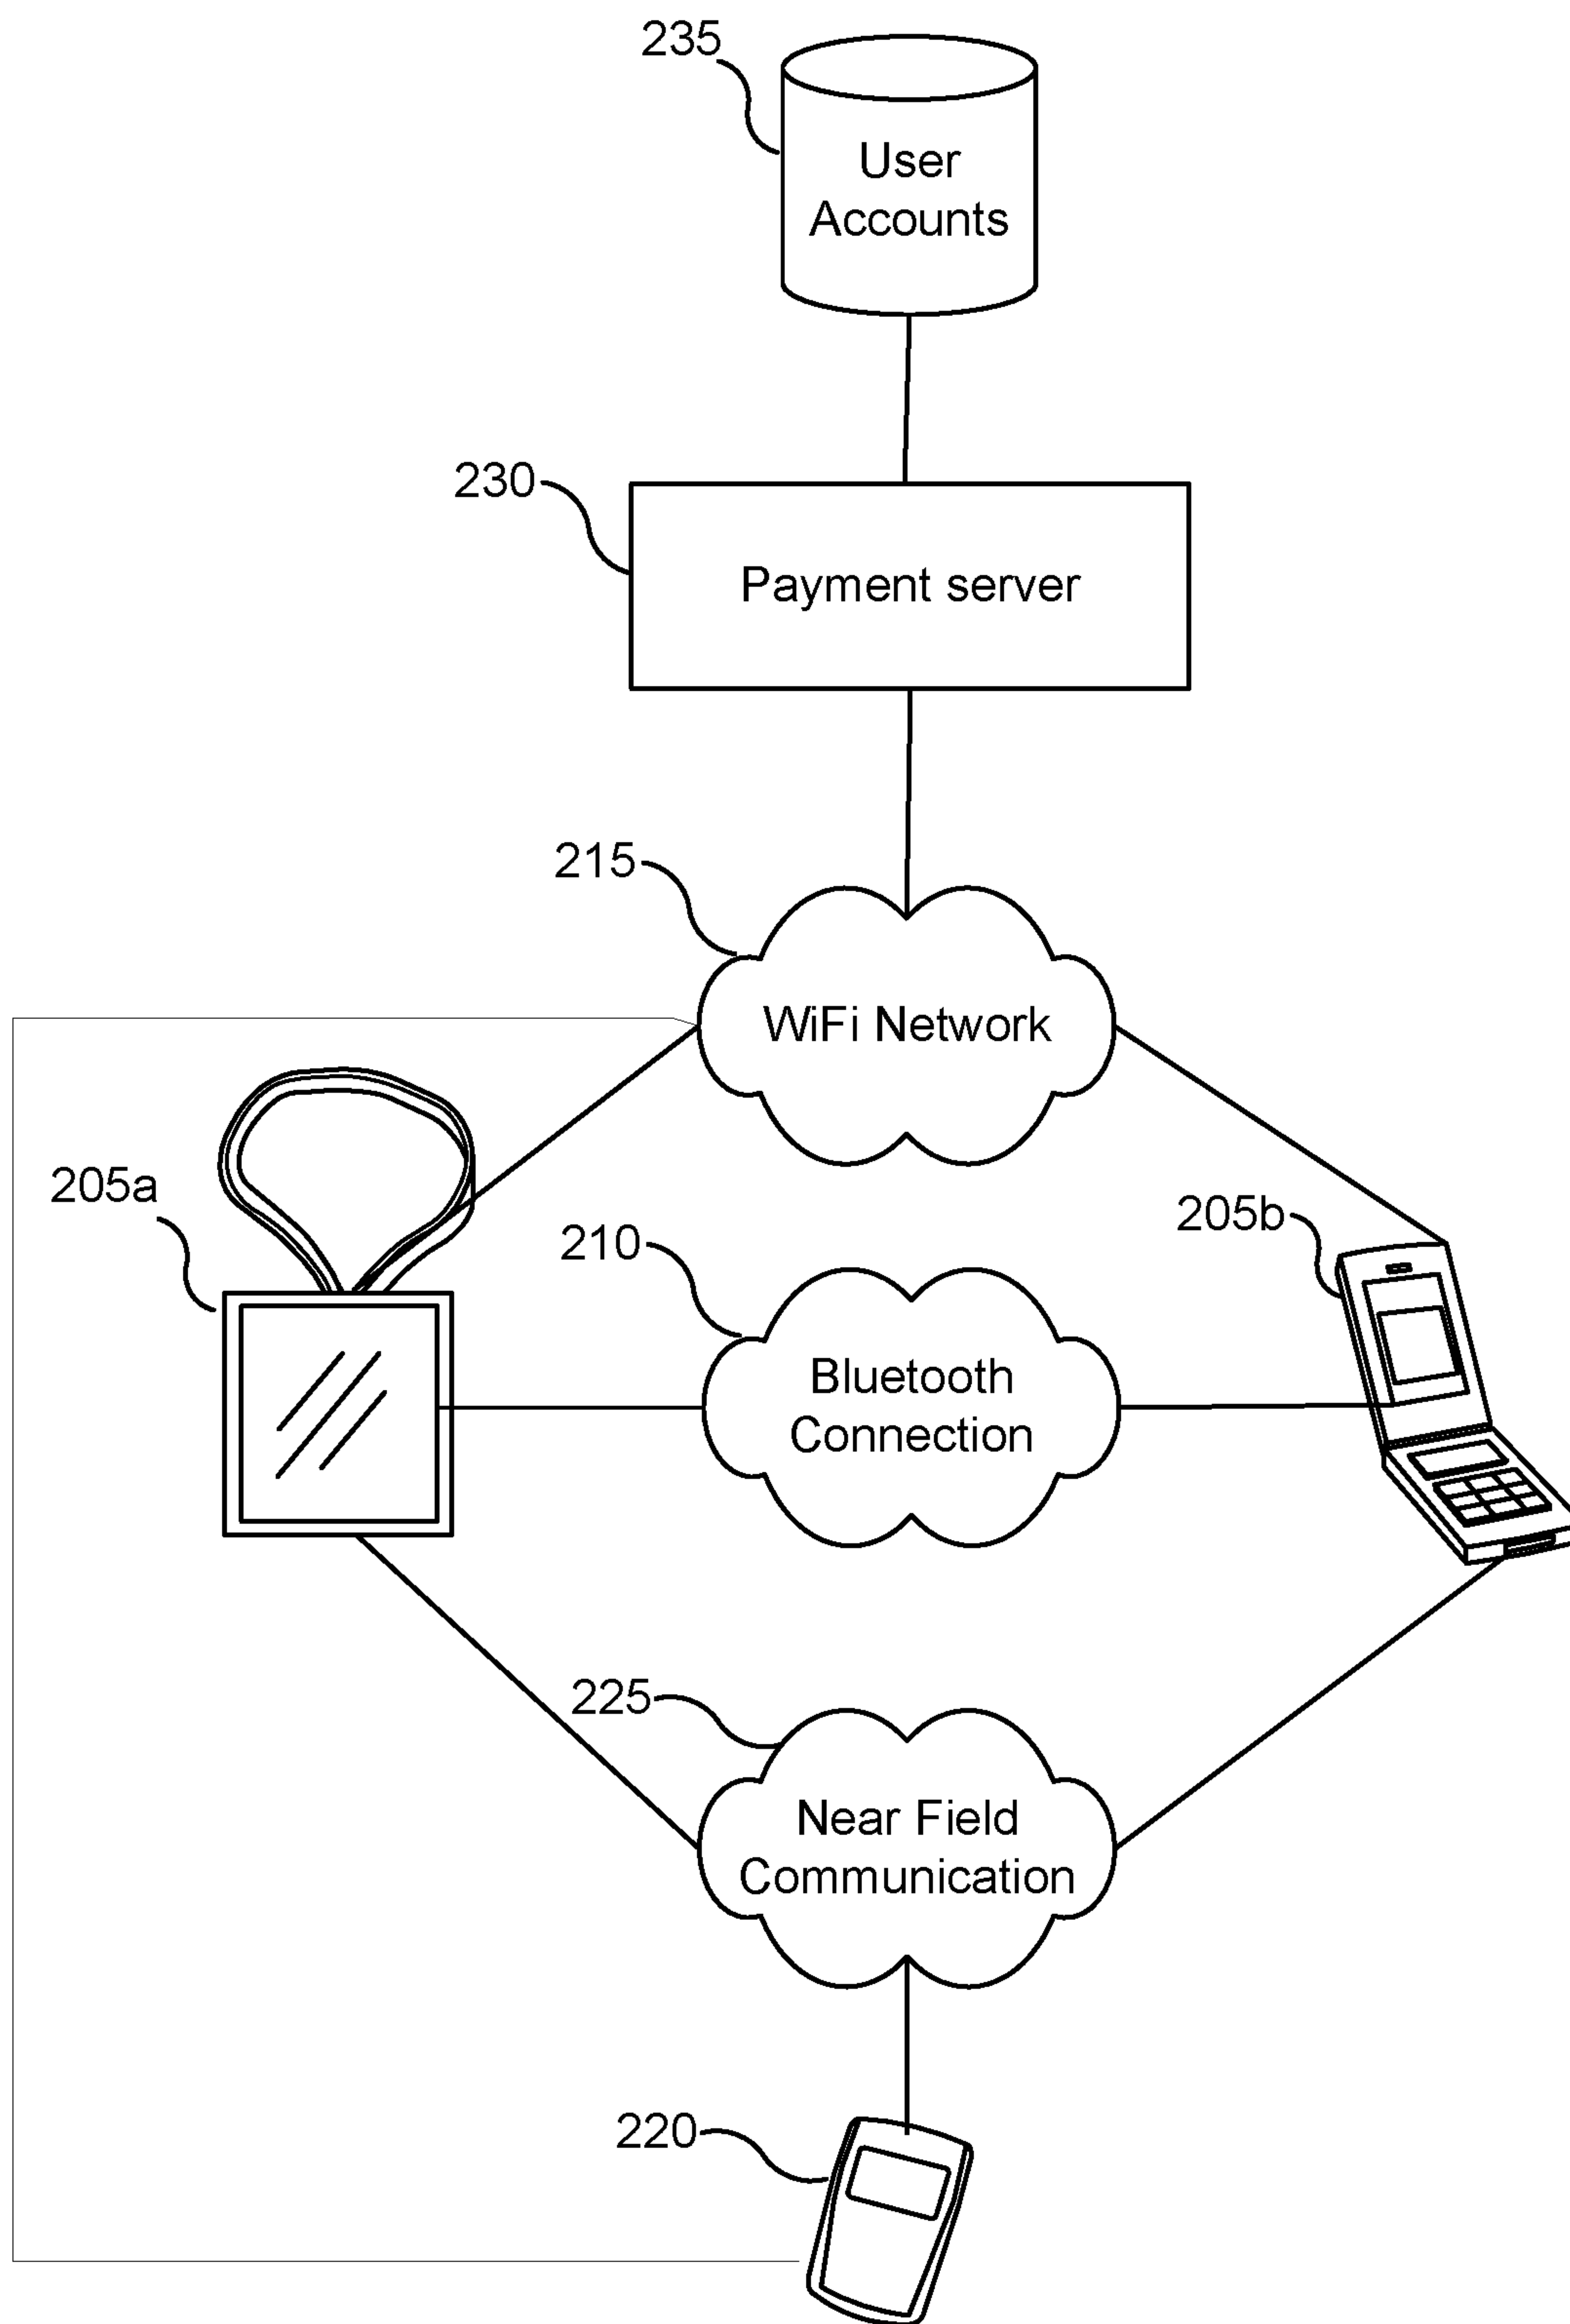 235
User
Accounts
230
Payment server
215
WiFi Network
205a
210
205b
Bluetooth
Connection
225
Near Field
Communication
220